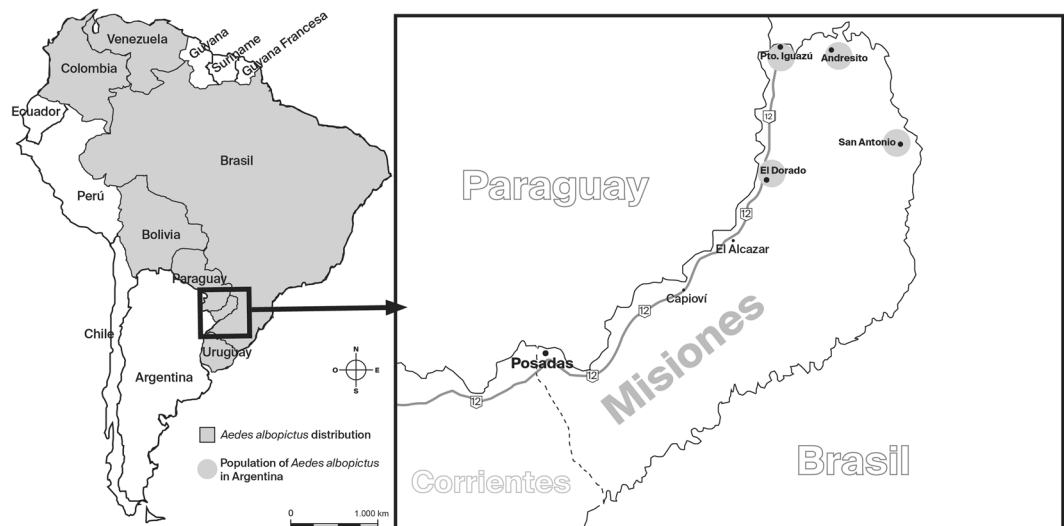 Venezuela
Guyana
Suriname
Guyana Francesa
Colombia
Ecuador
Brasil
Perú
Bolivia
Paraguay
Chile
Uruguay
Argentina
N
O E
S
Aedes albopictus distribution
Population of Aedes albopictus
in Argentina
0 1.000 km
Pto. Iguazú
Andresito
12
San Antonio
El Dorado
Paraguay
12
El Alcazar
Capioví
12
Misiones
Posadas
12
12
Brasil
Corrientes